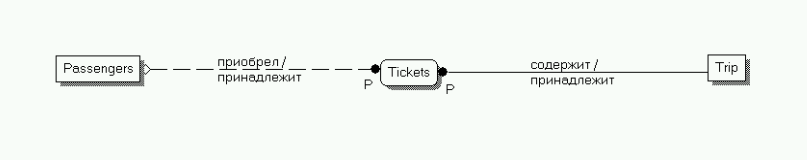 Passengers
приобрел /
принадлежит
P
Tickets
P
содержит /
принадлежит
Trip